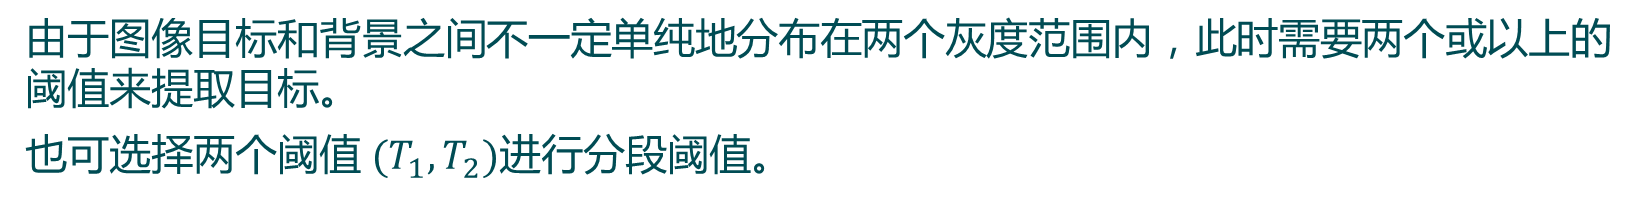 由于图像目标和背景之间不一定单纯地分布在两个灰度范围内，此时需要两个或以上的
阈值来提取目标。
也可选择两个阈值 (T₁, T₂)进行分段阈值。